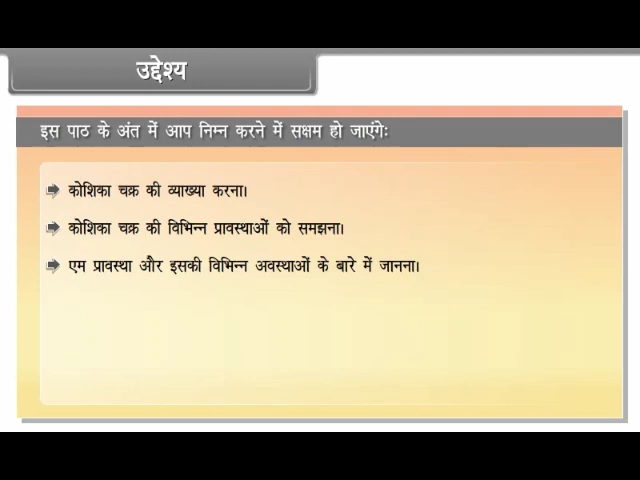 उद्देश्य
इस पाठ के अंत में आप निम्न करने में सक्षम हो जाएंगे:
कोशिका चक्र की व्याख्या करना।
कोशिका चक्र की विभिन्न प्रावस्थाओं को समझना।
एम प्रावस्था और इसकी विभिन्न अवस्थाओं के बारे में जानना।